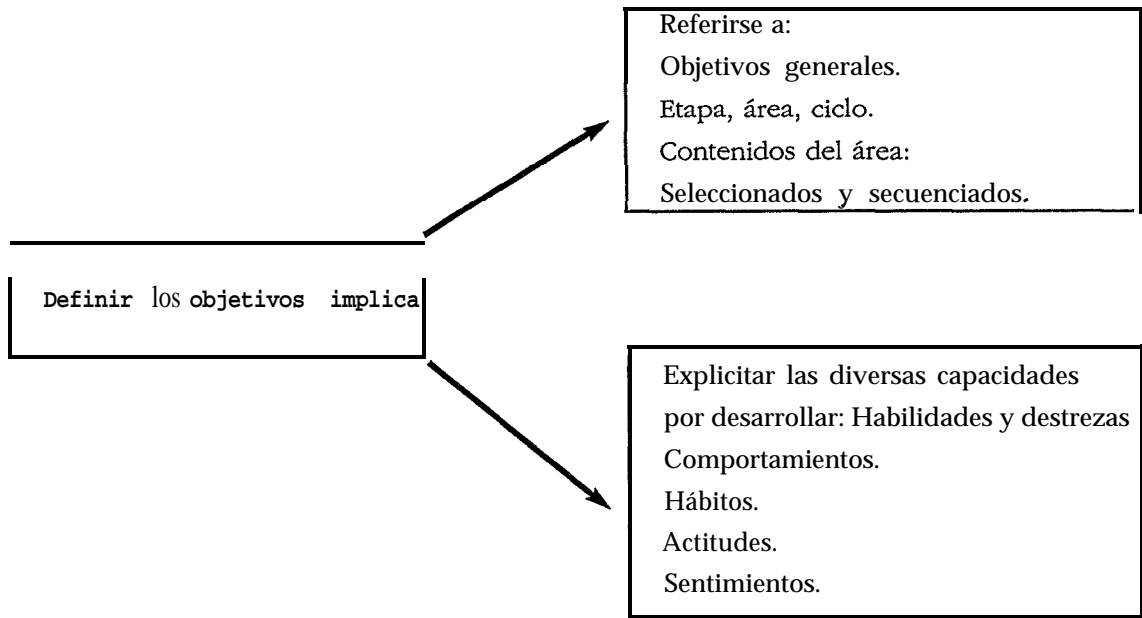 Referirse a:
Objetivos generales.
Etapa, área, ciclo.
Contenidos del área:
Seleccionados y secuenciados.
Definir los objetivos implica
Explicitar las diversas capacidades
por desarrollar: Habilidades y destrezas
Comportamientos.
Hábitos.
Actitudes.
Sentimientos.